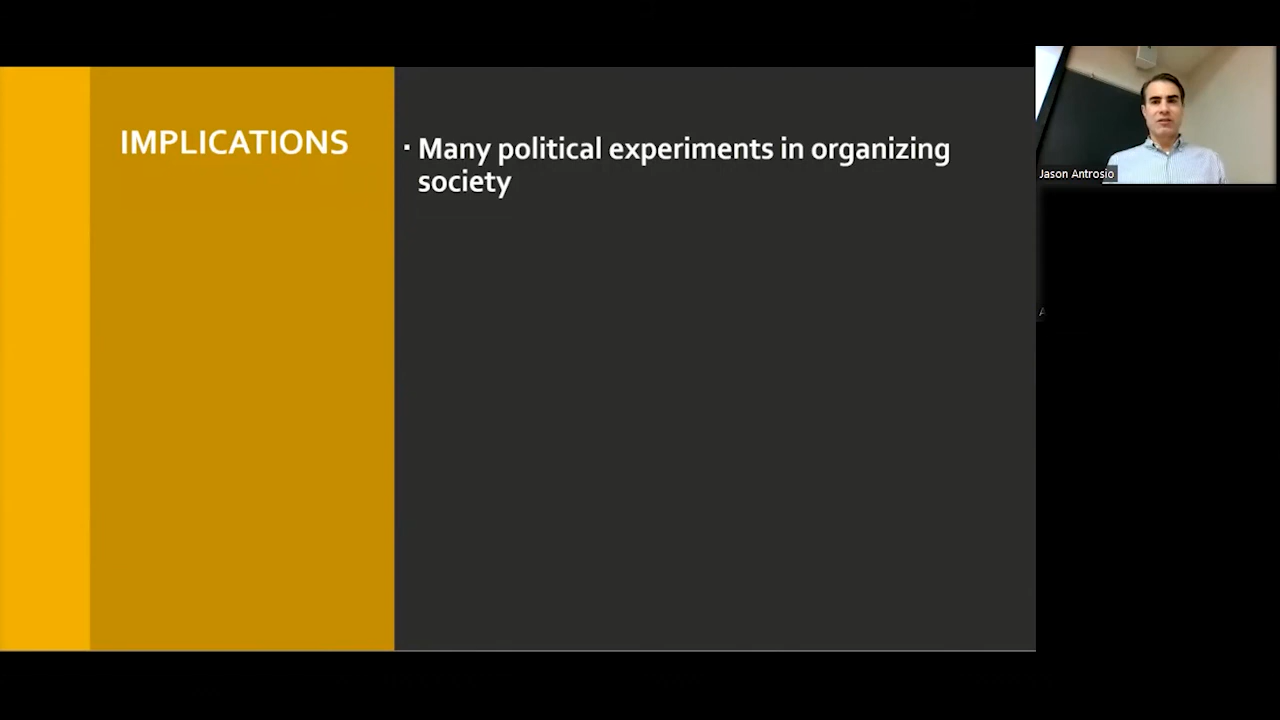 IMPLICATIONS
▪ Many political experiments in organizing
society
Jason Antrosio
A